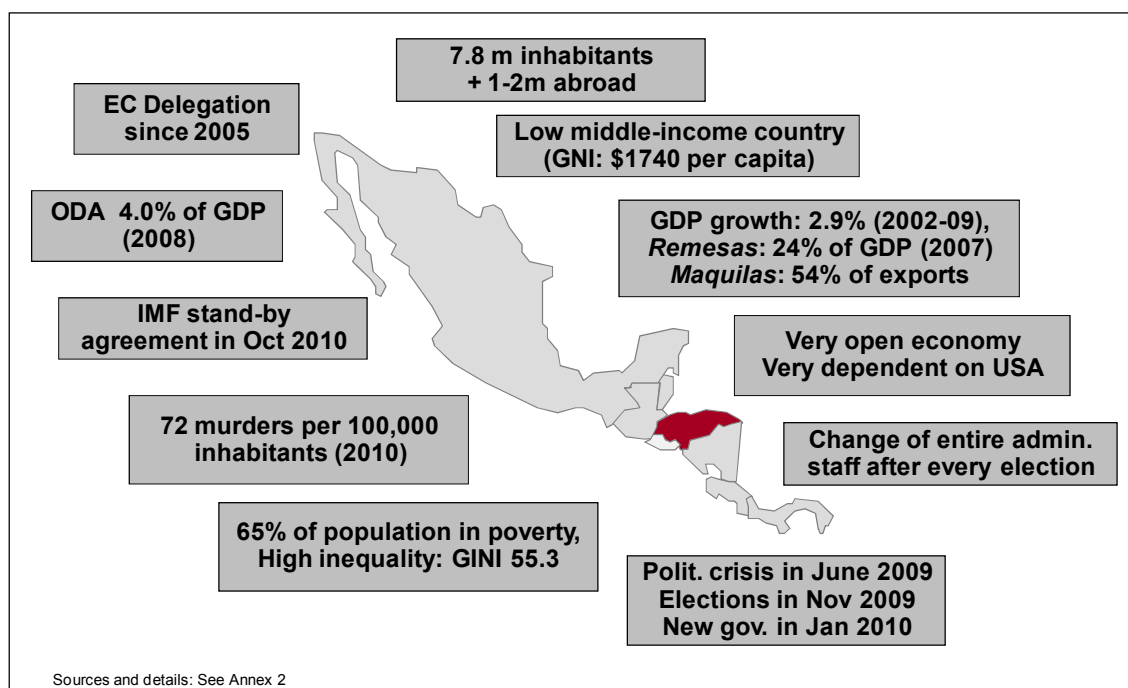 7.8 m inhabitants
+ 1-2m abroad
EC Delegation
since 2005
Low middle-income country
(GNI: $1740 per capita)
ODA 4.0% of GDP
(2008)
GDP growth: 2.9% (2002-09),
Remesas: 24% of GDP (2007)
Maquilas: 54% of exports
IMF stand-by
agreement in Oct 2010
Very open economy
Very dependent on USA
72 murders per 100,000
inhabitants (2010)
Change of entire admin.
staff after every election
65% of population in poverty,
High inequality: GINI 55.3
Polit. crisis in June 2009
Elections in Nov 2009
New gov. in Jan 2010
Sources and details: See Annex 2